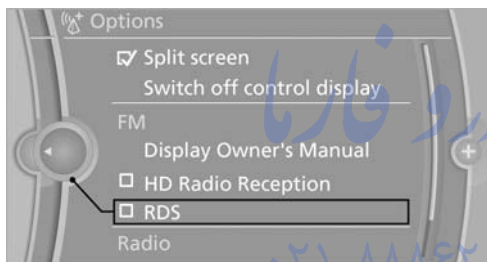 Options
Split screen
Switch off control display
FM
Display Owner's Manual
HD Radio Reception
RDS
Radio